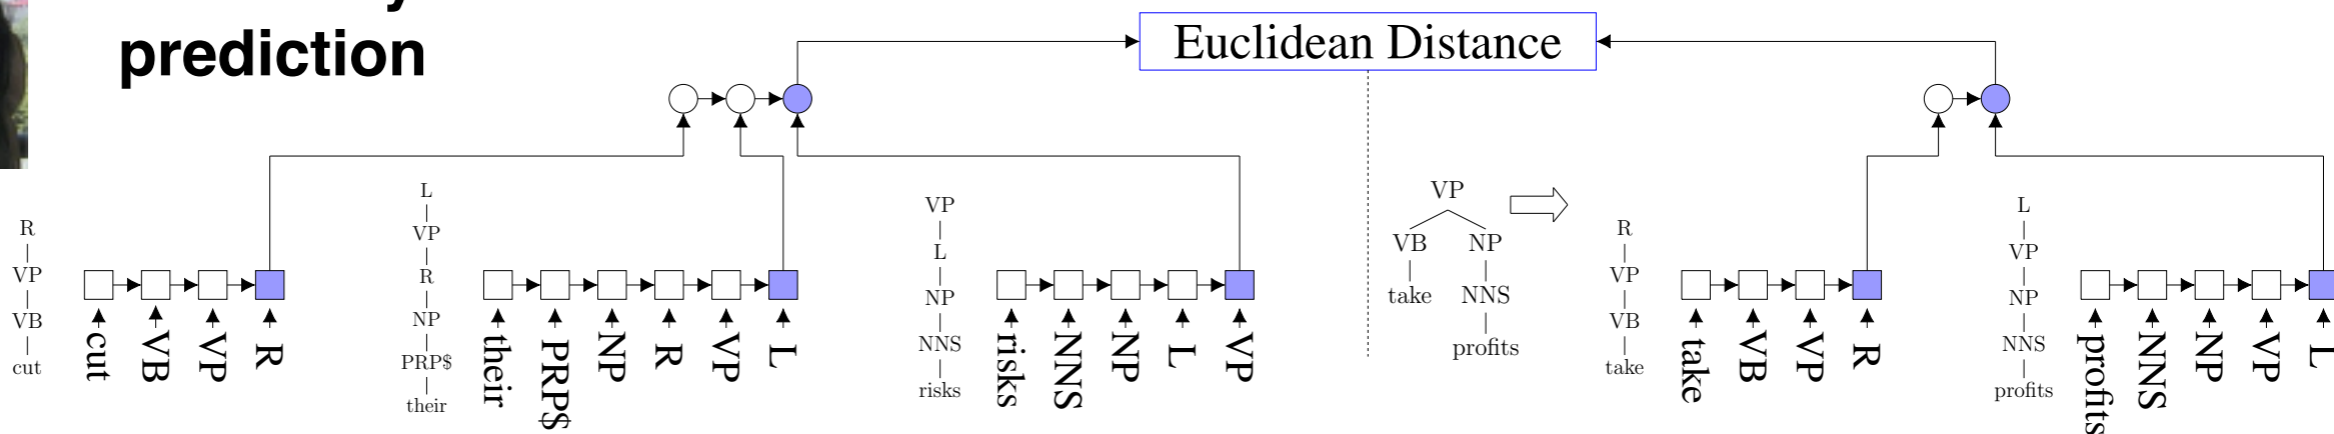 prediction
Euclidean Distance
R
VP
VB
cut
cut
VB
VP
R
L
VP
R
NP
PRP$
their
their
PRP$
NP
R
VP
L
VP
L
NP
NNS
risks
risks
NNS
NP
L
VP
VP
VB NP
take NNS
profits
R
VP
VB
take
take
VB
VP
R
L
VP
NP
NNS
profits
profits
NNS
NP
VP
L